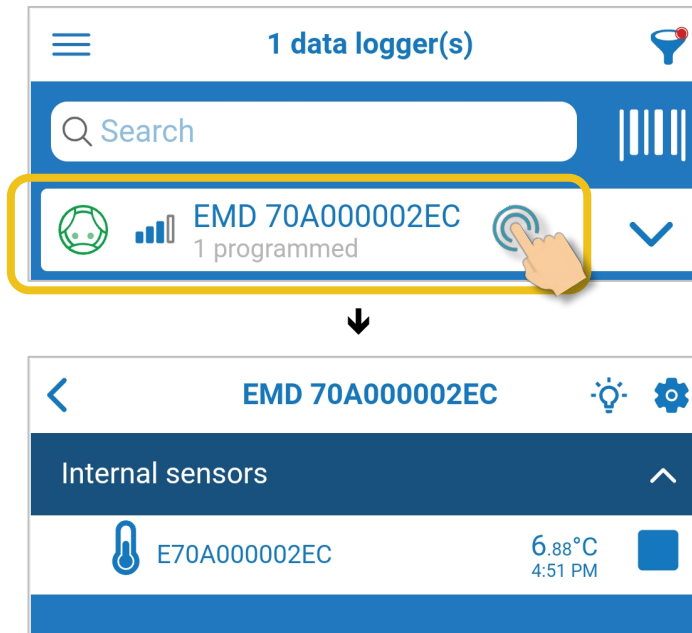 1 data logger(s)
Search
EMD 70A000002EC
1 programmed
EMD 70A000002EC
Internal sensors
E70A000002EC
6.88°C
4:51 PM